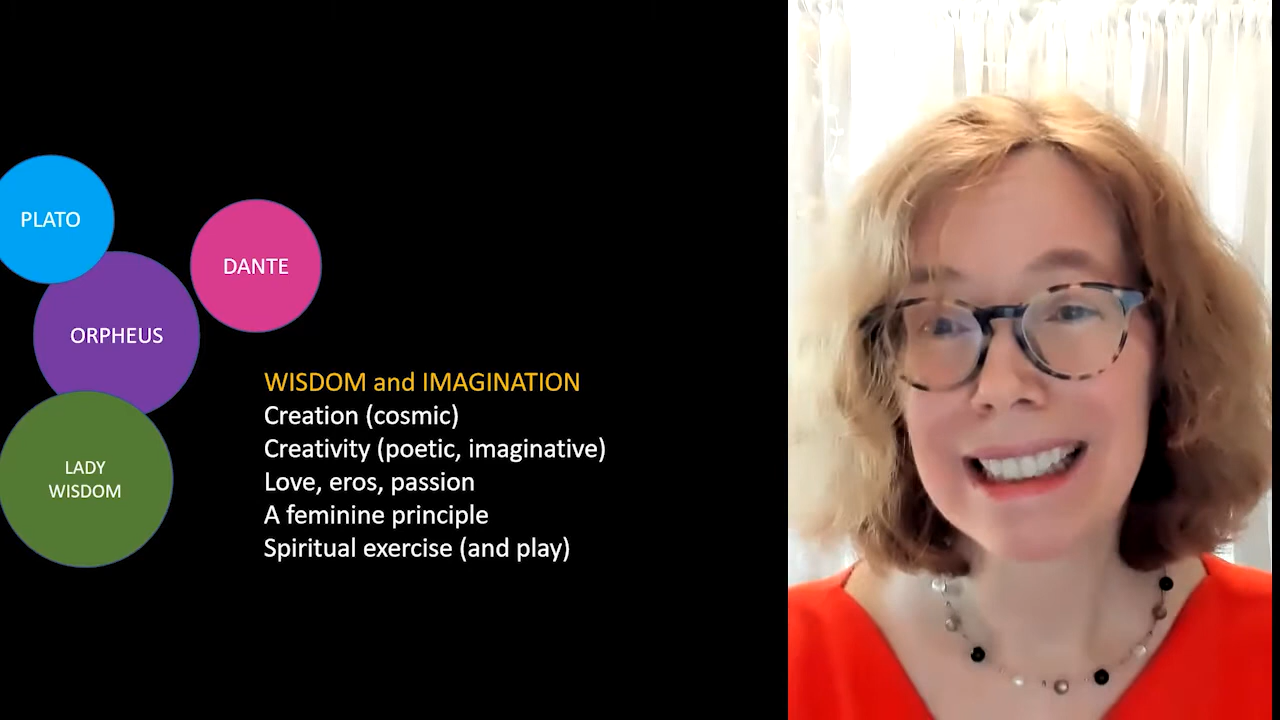 PLATO
DANTE
ORPHEUS
LADY
WISDOM
WISDOM and IMAGINATION
Creation (cosmic)
Creativity (poetic, imaginative)
Love, eros, passion
A feminine principle
Spiritual exercise (and play)